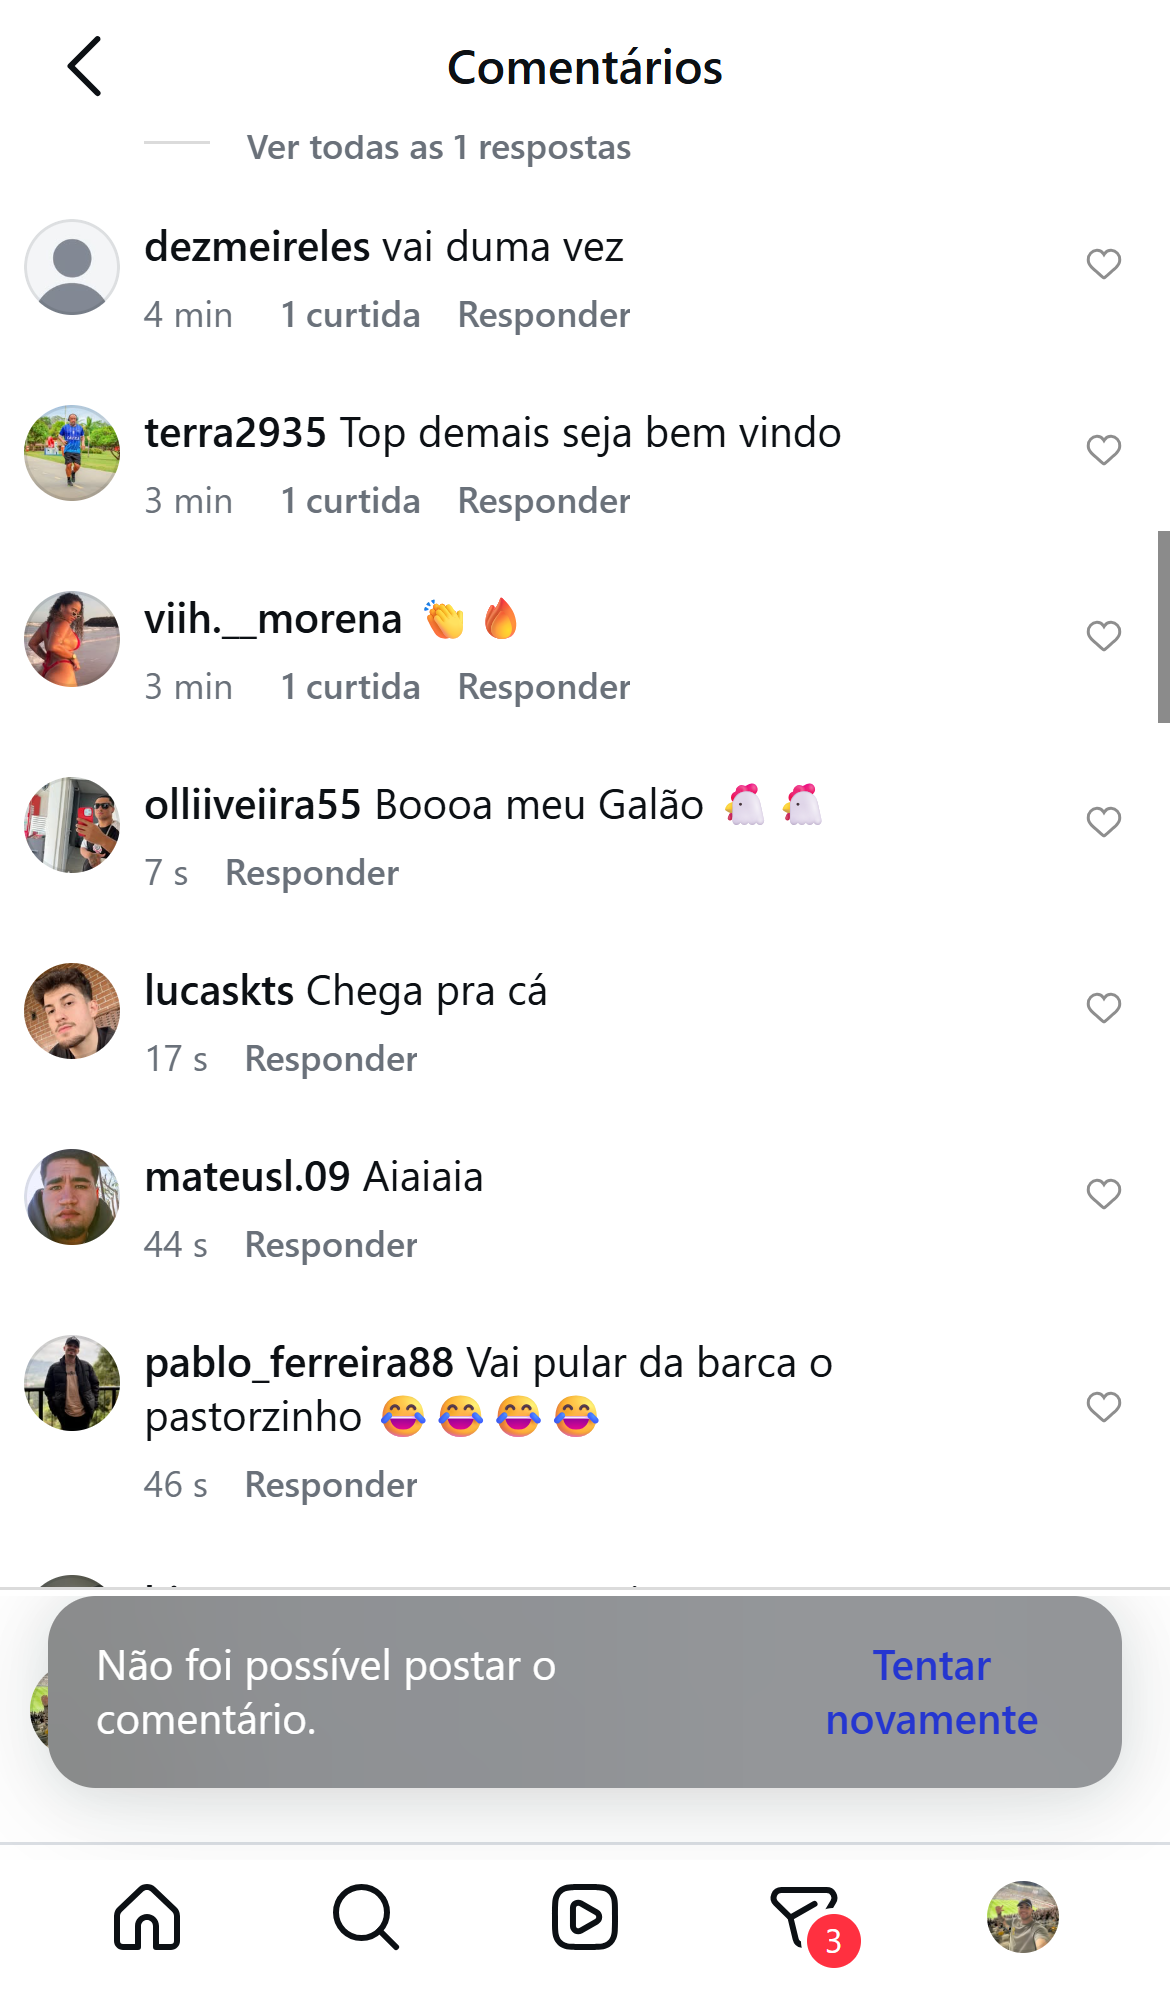 Comentários
Ver todas as 1 respostas
dezmeireles vai duma vez
4 min 1 curtida Responder
terra2935 Top demais seja bem vindo
3 min 1 curtida Responder
viih.__morena 👏🔥
3 min 1 curtida Responder
olliiveiira55 Boooa meu Galão 🐔🐔
7 s Responder
lucaskts Chega pra cá
17 s Responder
mateusl.09 Aiaiaia
44 s Responder
pablo_ferreira88 Vai pular da barca o
pastorzinho 😂😂😂😂
46 s Responder
Não foi possível postar o
comentário.
Tentar
novamente
3